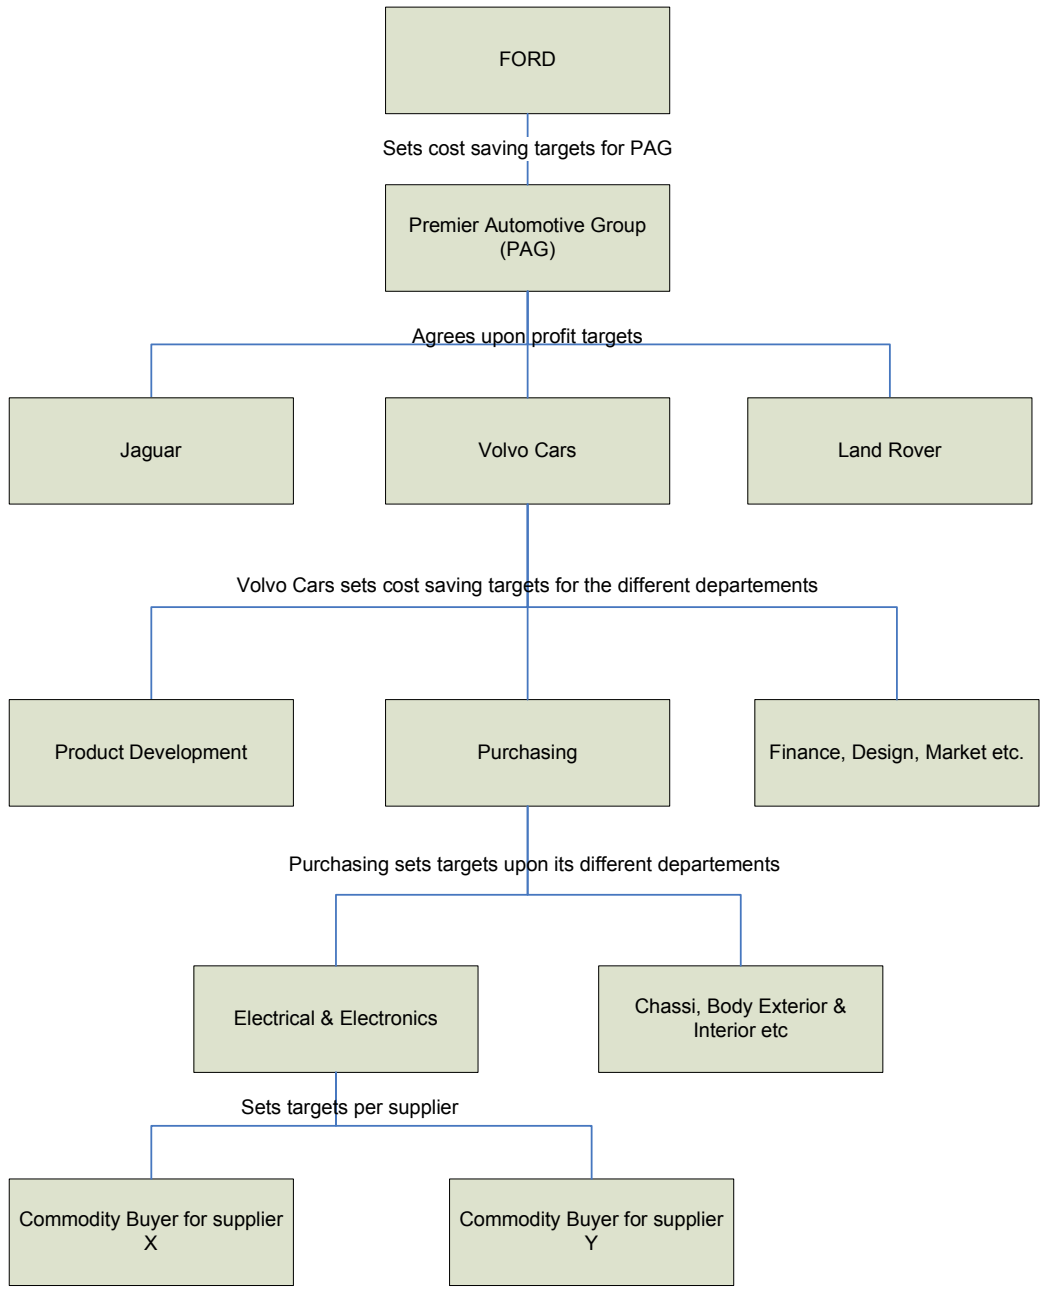 FORD
Sets cost saving targets for PAG
Premier Automotive Group
(PAG)
Agrees upon profit targets
Jaguar
Volvo Cars
Land Rover
Volvo Cars sets cost saving targets for the different departements
Product Development
Purchasing
Finance, Design, Market etc.
Purchasing sets targets upon its different departements
Electrical & Electronics
Chassi, Body Exterior &
Interior etc
Sets targets per supplier
Commodity Buyer for supplier
X
Commodity Buyer for supplier
Y